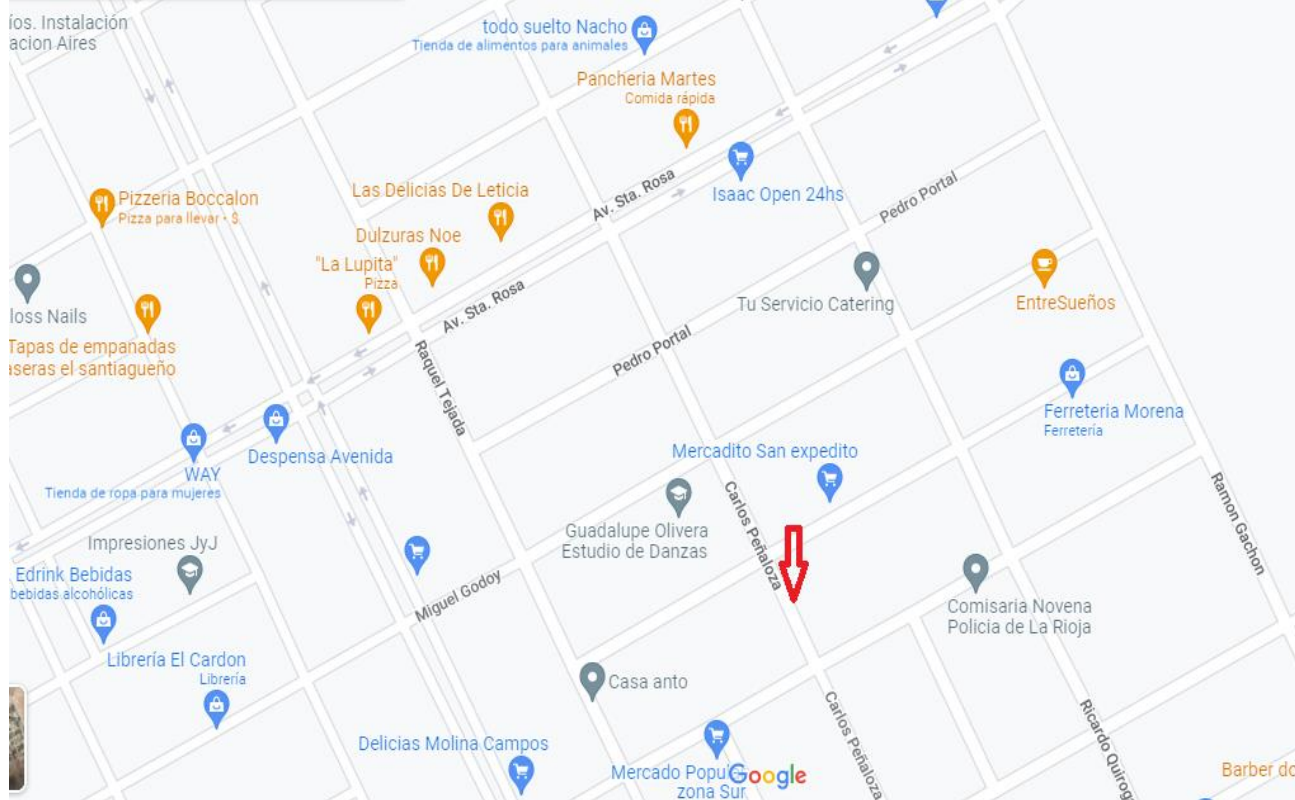 íos. Instalación
acion Aires
todo suelto Nacho
Tienda de alimentos para animales
Pancheria Martes
Comida rápida
Isaac Open 24hs
Av. Sta. Rosa
Pedro Portal
Pizzeria Boccalon
Pizza para llevar · $
Las Delicias De Leticia
Dulzuras Noe
"La Lupita"
Pizza
Av. Sta. Rosa
loss Nails
Tapas de empanadas
aseras el santiagueño
Tu Servicio Catering
EntreSueños
Pedro Portal
Raquel Tejada
Ferreteria Morena
Ferretería
Despensa Avenida
WAY
Tienda de ropa para mujeres
Mercadito San expedito
Carlos Peñaloza
Ramon Gachon
Guadalupe Olivera
Estudio de Danzas
Impresiones JyJ
Edrink Bebidas
bebidas alcohólicas
Miguel Godoy
Comisaria Novena
Policia de La Rioja
Librería El Cardon
Librería
Casa anto
Carlos Peñaloza
Ricardo Quirog
Delicias Molina Campos
Mercado Popul
zona Sur
Google
Barber do